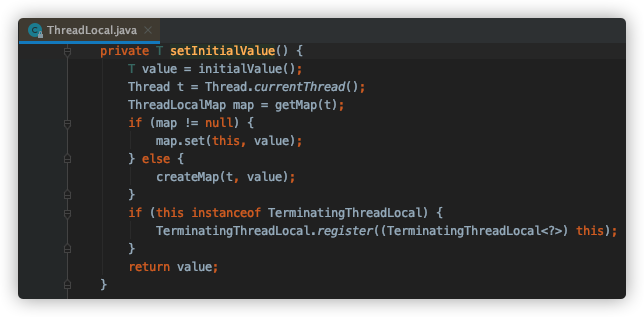 ThreadLocal.java
private T setInitialValue() {
T value = initialValue();
Thread t = Thread.currentThread();
ThreadLocalMap map = getMap(t);
if (map != null) {
map.set(this, value);
} else {
createMap(t, value);
}
if (this instanceof TerminatingThreadLocal) {
TerminatingThreadLocal.register((TerminatingThreadLocal<?>) this);
}
return value;
}